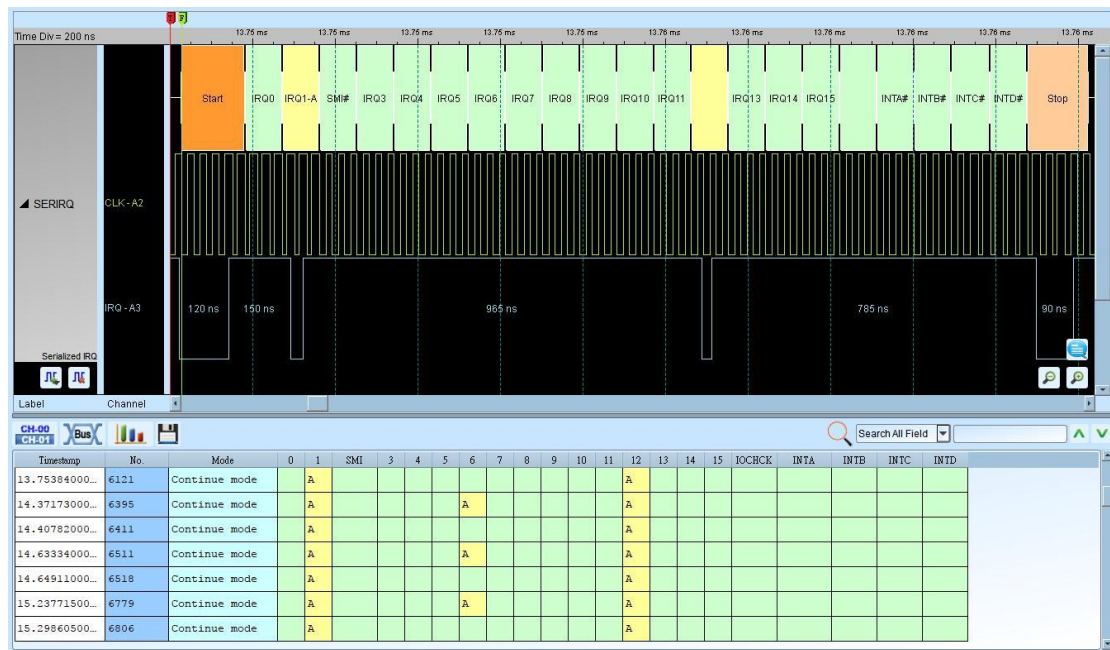 Time Div = 200 ns 13.76 ms 13.76 ms 13.76 ms 13.76 ms 13.76 ms 13.76 ms 13.76 ms 13.76 ms 13.76 ms 13.76 ms 13.76 ms
Start IRQ0 IRQ1-A SMI# IRQ3 IRQ4 IRQ5 IRQ6 IRQ7 IRQ8 IRQ9 IRQ10 IRQ11 IRQ13 IRQ14 IRQ15 INTA# INTB# INTC# INTD# Stop
SERIRQ CLK-A2
IRQ-A3 120 ns 150 ns 965 ns 785 ns 90 ns
Serialized IRQ
Label Channel
CH-00
CH-01 Bus Search All Field
Timestamp No. Mode 0 1 SMI 3 4 5 6 7 8 9 10 11 12 13 14 15 IOCHCK INTA INTB INTC INTD
13.75384000... 6121 Continue mode A A
14.37173000... 6395 Continue mode A A A
14.40782000... 6411 Continue mode A A
14.63334000... 6511 Continue mode A A A
14.64911000... 6518 Continue mode A A
15.23771500... 6779 Continue mode A A A
15.29860500... 6806 Continue mode A A